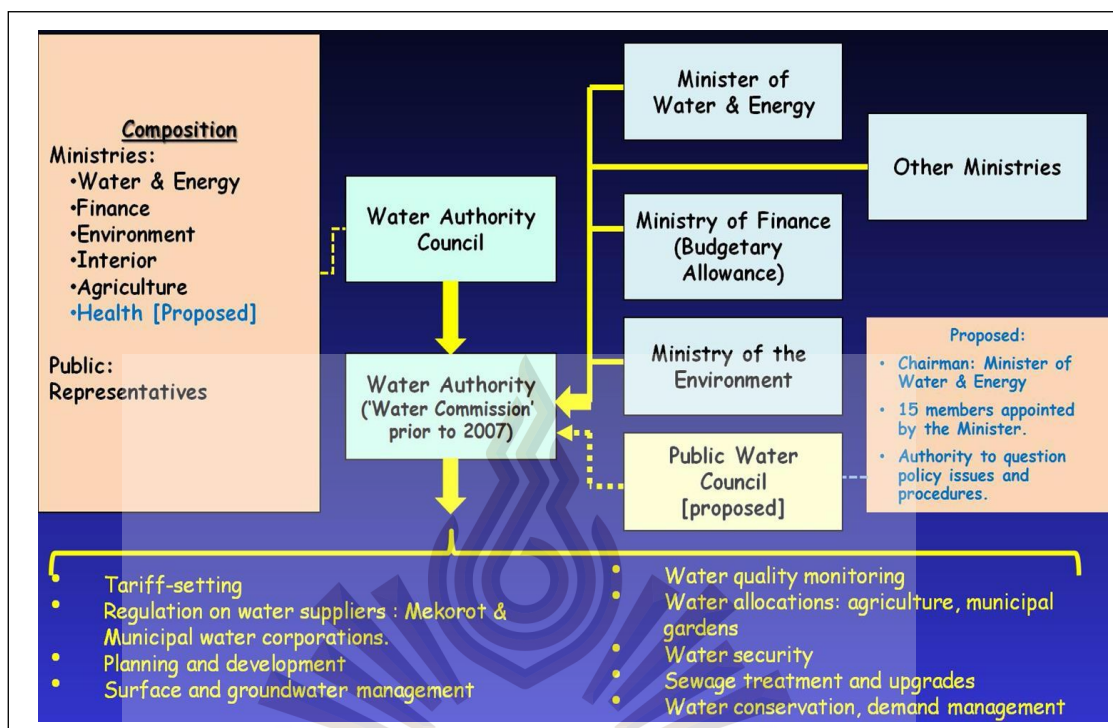 Composition
Ministries:
•Water & Energy
•Finance
•Environment
•Interior
•Agriculture
•Health [Proposed]
Public:
Representatives
Water Authority
Council
Water Authority
('Water Commission'
prior to 2007)
Minister of
Water & Energy
Other Ministries
Ministry of Finance
(Budgetary
Allowance)
Ministry of the
Environment
Public Water
Council
[proposed]
Proposed:
• Chairman: Minister of
Water & Energy
• 15 members appointed
by the Minister.
• Authority to question
policy issues and
procedures.
• Tariff-setting
• Regulation on water suppliers : Mekorot &
Municipal water corporations.
• Planning and development
• Surface and groundwater management
• Water quality monitoring
• Water allocations: agriculture, municipal
gardens
• Water security
• Sewage treatment and upgrades
• Water conservation, demand management